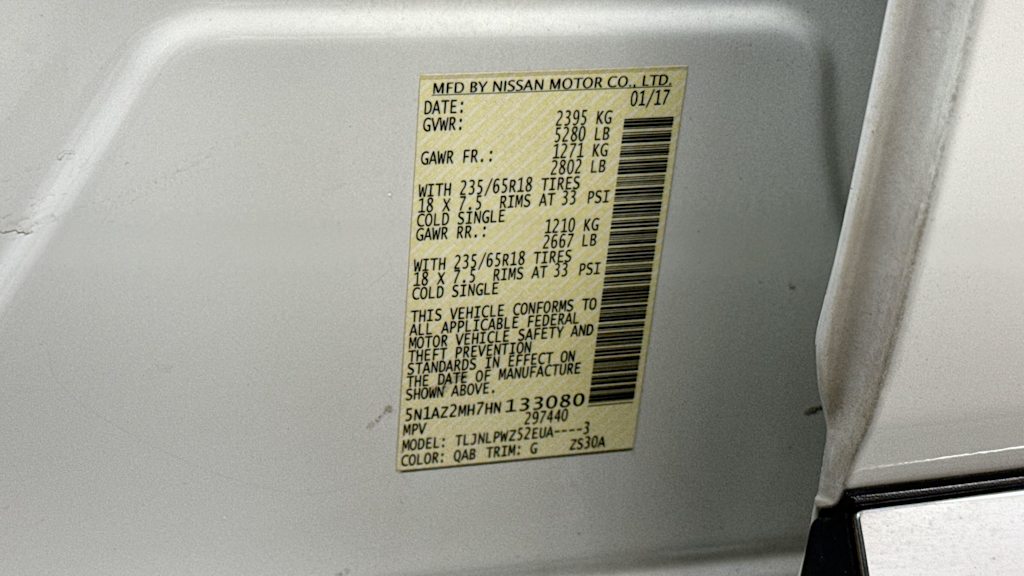 MFD BY NISSAN MOTOR CO., LTD.
DATE: 01/17
GVWR: 2395 KG
5280 LB
GAWR FR.: 1271 KG
2802 LB
WITH 235/65R18 TIRES
18 X 7.5 RIMS AT 33 PSI
COLD SINGLE
GAWR RR.: 1210 KG
2667 LB
WITH 235/65R18 TIRES
18 X 7.5 RIMS AT 33 PSI
COLD SINGLE
THIS VEHICLE CONFORMS TO
ALL APPLICABLE FEDERAL
MOTOR VEHICLE SAFETY AND
THEFT PREVENTION
STANDARDS IN EFFECT ON
THE DATE OF MANUFACTURE
SHOWN ABOVE.
5N1AZ2MH7HN133080
MPV 297440
MODEL: TLJNLPWZ52EUA----3
COLOR: QAB TRIM: G ZS30A